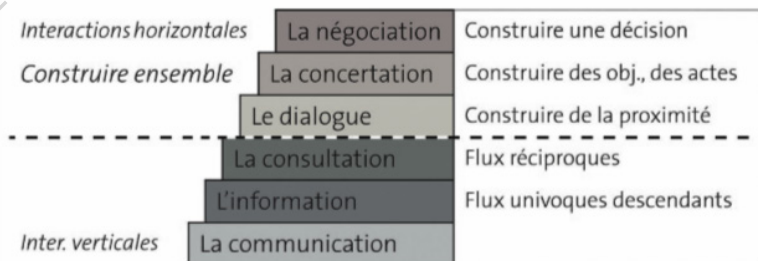 Interactions horizontales La négociation Construire une décision
Construire ensemble La concertation Construire des obj., des actes
Le dialogue Construire de la proximité
La consultation Flux réciproques
L'information Flux univoques descendants
Inter. verticales La communication